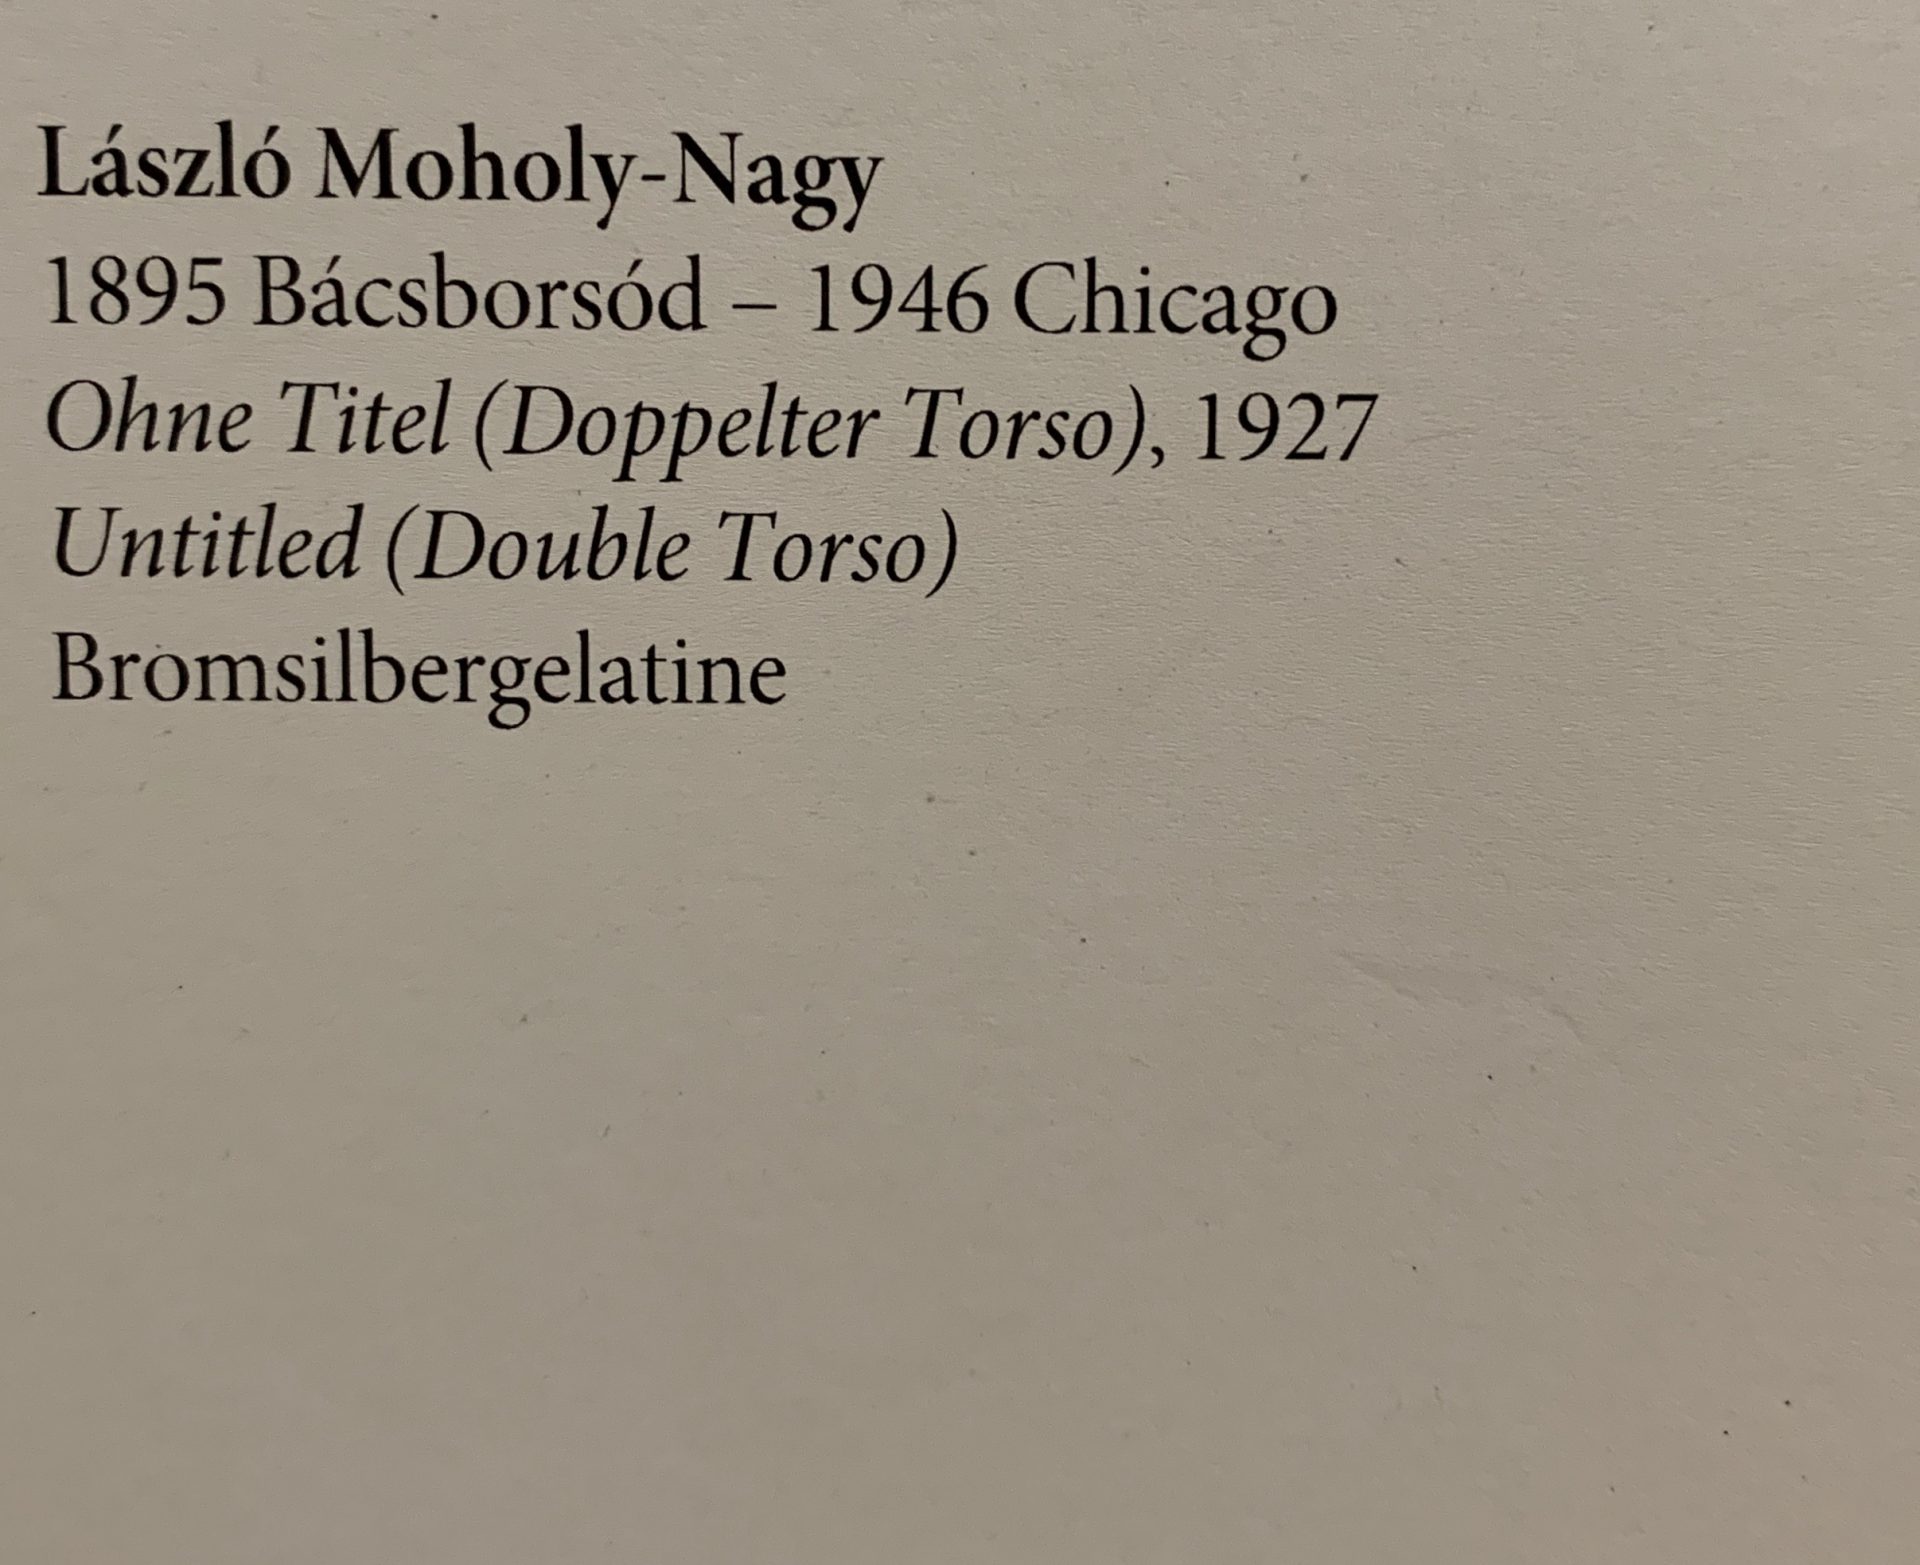 László Moholy-Nagy
1895 Bácsborsód – 1946 Chicago
Ohne Titel (Doppelter Torso), 1927
Untitled (Double Torso)
Bromsilbergelatine